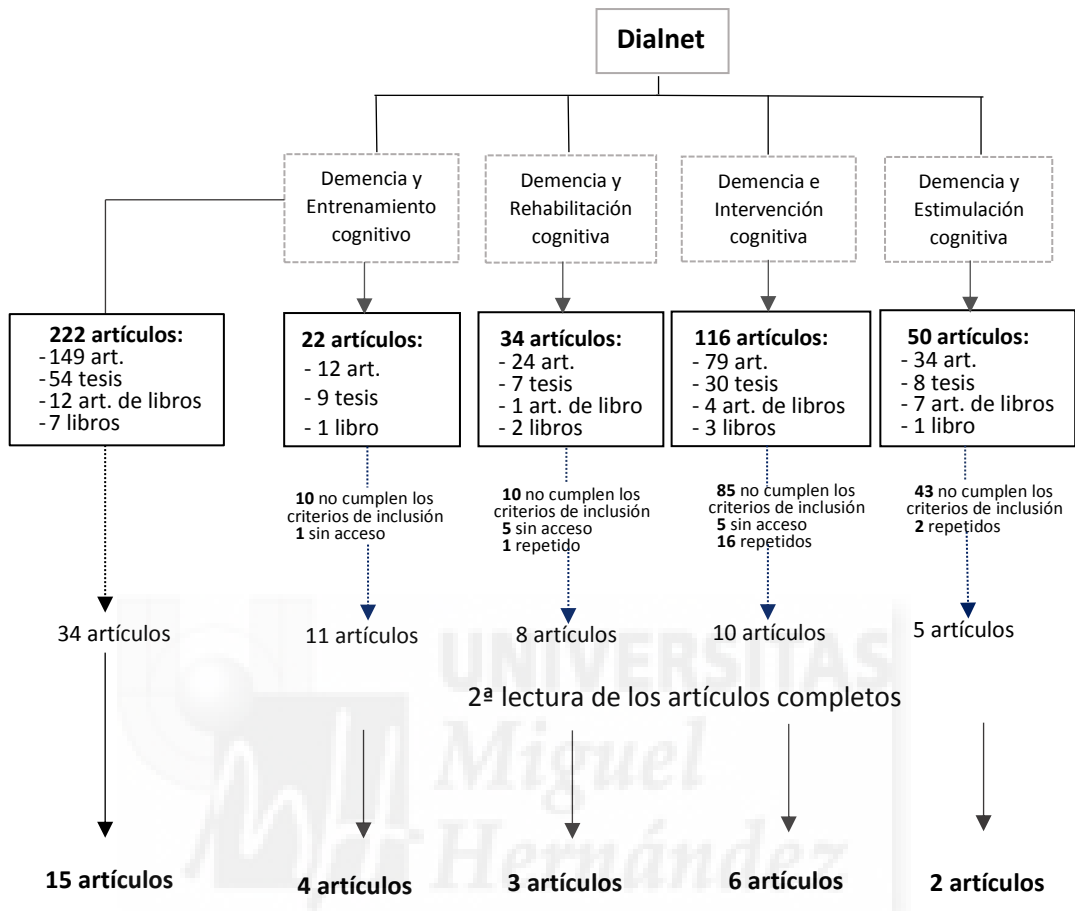 Dialnet
Demencia y
Entrenamiento
cognitivo
Demencia y
Rehabilitación
cognitiva
Demencia e
Intervención
cognitiva
Demencia y
Estimulación
cognitiva
222 artículos:
- 149 art.
- 54 tesis
- 12 art. de libros
- 7 libros
22 artículos:
- 12 art.
- 9 tesis
- 1 libro
34 artículos:
- 24 art.
- 7 tesis
- 1 art. de libro
- 2 libros
116 artículos:
- 79 art.
- 30 tesis
- 4 art. de libros
- 3 libros
50 artículos:
- 34 art.
- 8 tesis
- 7 art. de libros
- 1 libro
10 no cumplen los
criterios de inclusión
1 sin acceso
10 no cumplen los
criterios de inclusión
5 sin acceso
1 repetido
85 no cumplen los
criterios de inclusión
5 sin acceso
16 repetidos
43 no cumplen los
criterios de inclusión
2 repetidos
34 artículos
11 artículos
8 artículos
10 artículos
5 artículos
UNIVERSITAS
Miguel
Hernández
2ª lectura de los artículos completos
15 artículos
4 artículos
3 artículos
6 artículos
2 artículos